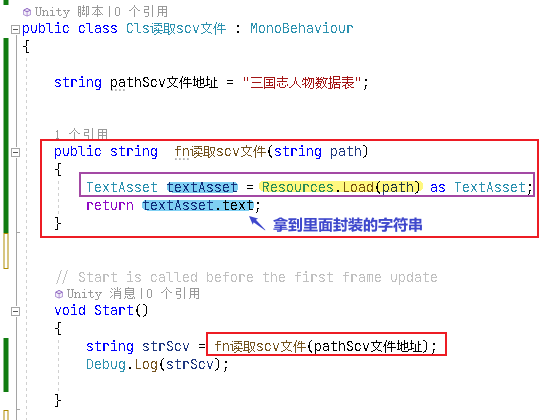 Unity 脚本|0 个引用
public class Cls读取scv文件 : MonoBehaviour
{
string pathScv文件地址 = "三国志人物数据表";
1 个引用
public string fn读取scv文件(string path)
{
TextAsset textAsset = Resources.Load(path) as TextAsset;
return textAsset.text;
拿到里面封装的字符串
}
// Start is called before the first frame update
Unity 消息|0 个引用
void Start()
{
string strScv = fn读取scv文件(pathScv文件地址);
Debug.Log(strScv);
}